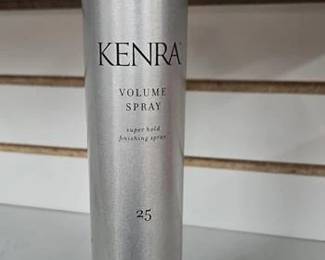 KENRA
VOLUME
SPRAY
super hold
finishing spray
25